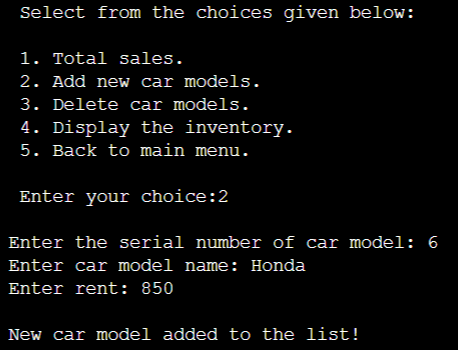 Select from the choices given below:
1. Total sales.
2. Add new car models.
3. Delete car models.
4. Display the inventory.
5. Back to main menu.
Enter your choice:2
Enter the serial number of car model: 6
Enter car model name: Honda
Enter rent: 850
New car model added to the list!